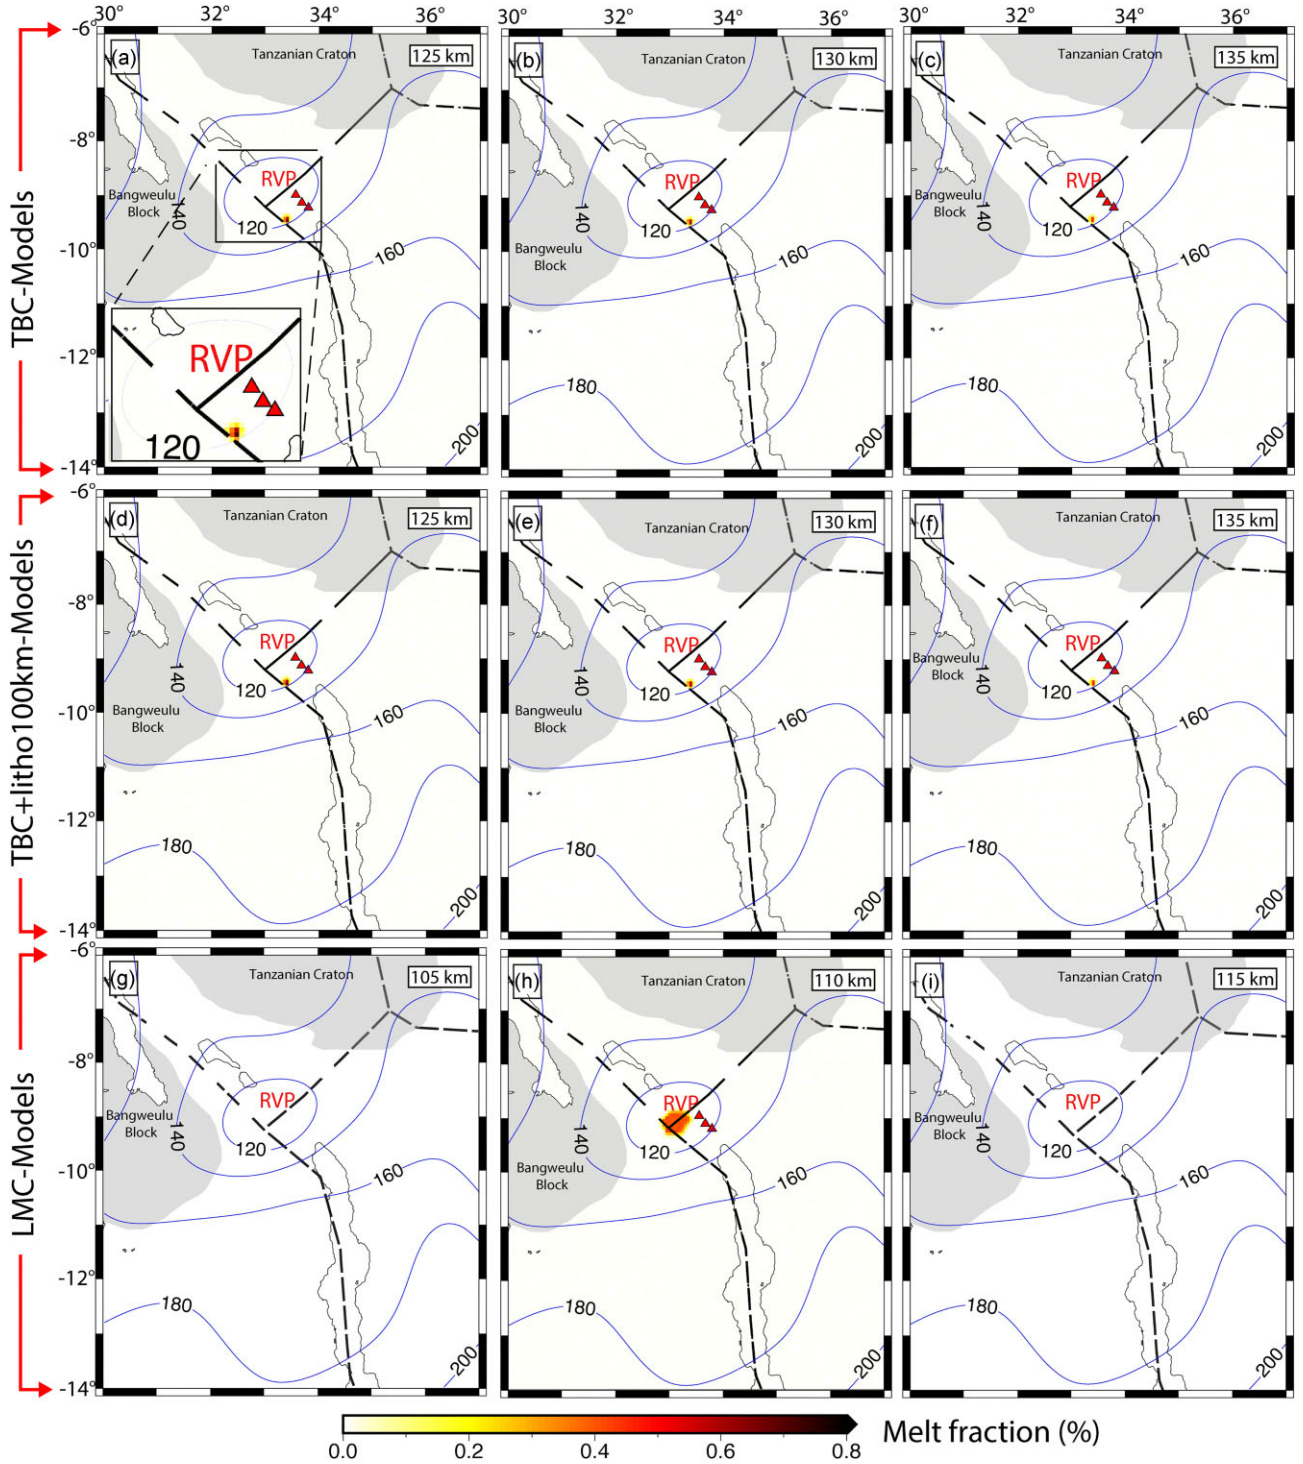 30° 32° 34° 36°
30° 32° 34° 36°
30° 32° 34° 36°
-6°
-8°
-10°
-12°
-14°
TBC-Models
(a)
Tanzanian Craton
125 km
RVP
Bangweulu
Block
140
120
160
RVP
120
(b)
Tanzanian Craton
130 km
RVP
140
120
Bangweulu
Block
160
180
200
(c)
Tanzanian Craton
135 km
RVP
Bangweulu
Block
140
120
160
180
200
-6°
-8°
-10°
-12°
-14°
TBC+litho100km-Models
(d)
Tanzanian Craton
125 km
RVP
140
120
Bangweulu
Block
160
180
200
(e)
Tanzanian Craton
130 km
RVP
140
120
Bangweulu
Block
160
180
200
(f)
Tanzanian Craton
135 km
RVP
Bangweulu
Block
140
120
160
180
200
-6°
-8°
-10°
-12°
-14°
LMC-Models
(g)
Tanzanian Craton
105 km
RVP
Bangweulu
Block
140
120
160
180
200
(h)
Tanzanian Craton
110 km
RVP
140
120
Bangweulu
Block
160
180
200
(i)
Tanzanian Craton
115 km
RVP
Bangweulu
Block
140
120
160
180
200
0.0 0.2 0.4 0.6 0.8
Melt fraction (%)